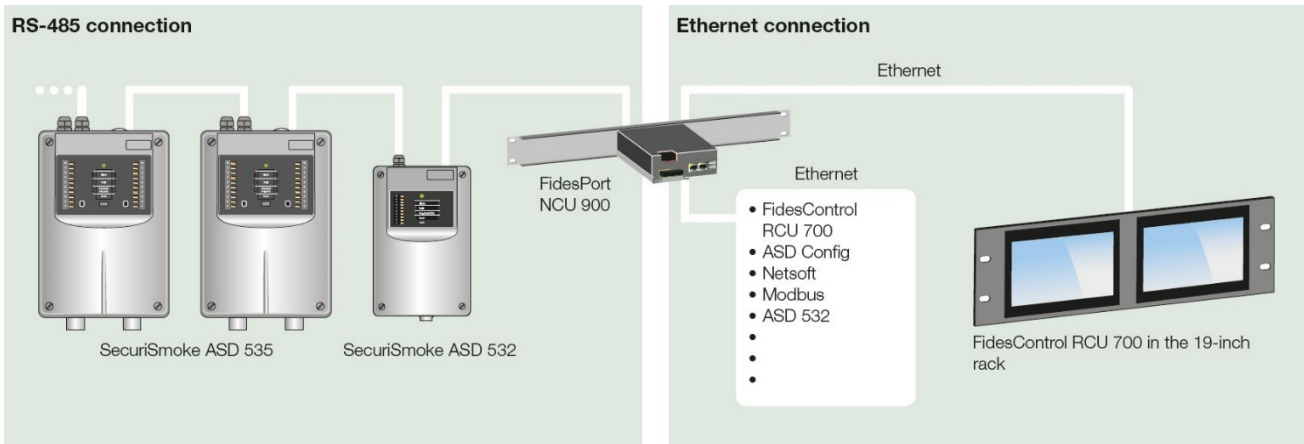 RS-485 connection
SecuriSmoke ASD 535
SecuriSmoke ASD 532
FidesPort
NCU 900
Ethernet connection
Ethernet
Ethernet
• FidesControl
RCU 700
• ASD Config
• Netsoft
• Modbus
• ASD 532
•
•
•
FidesControl RCU 700 in the 19-inch
rack